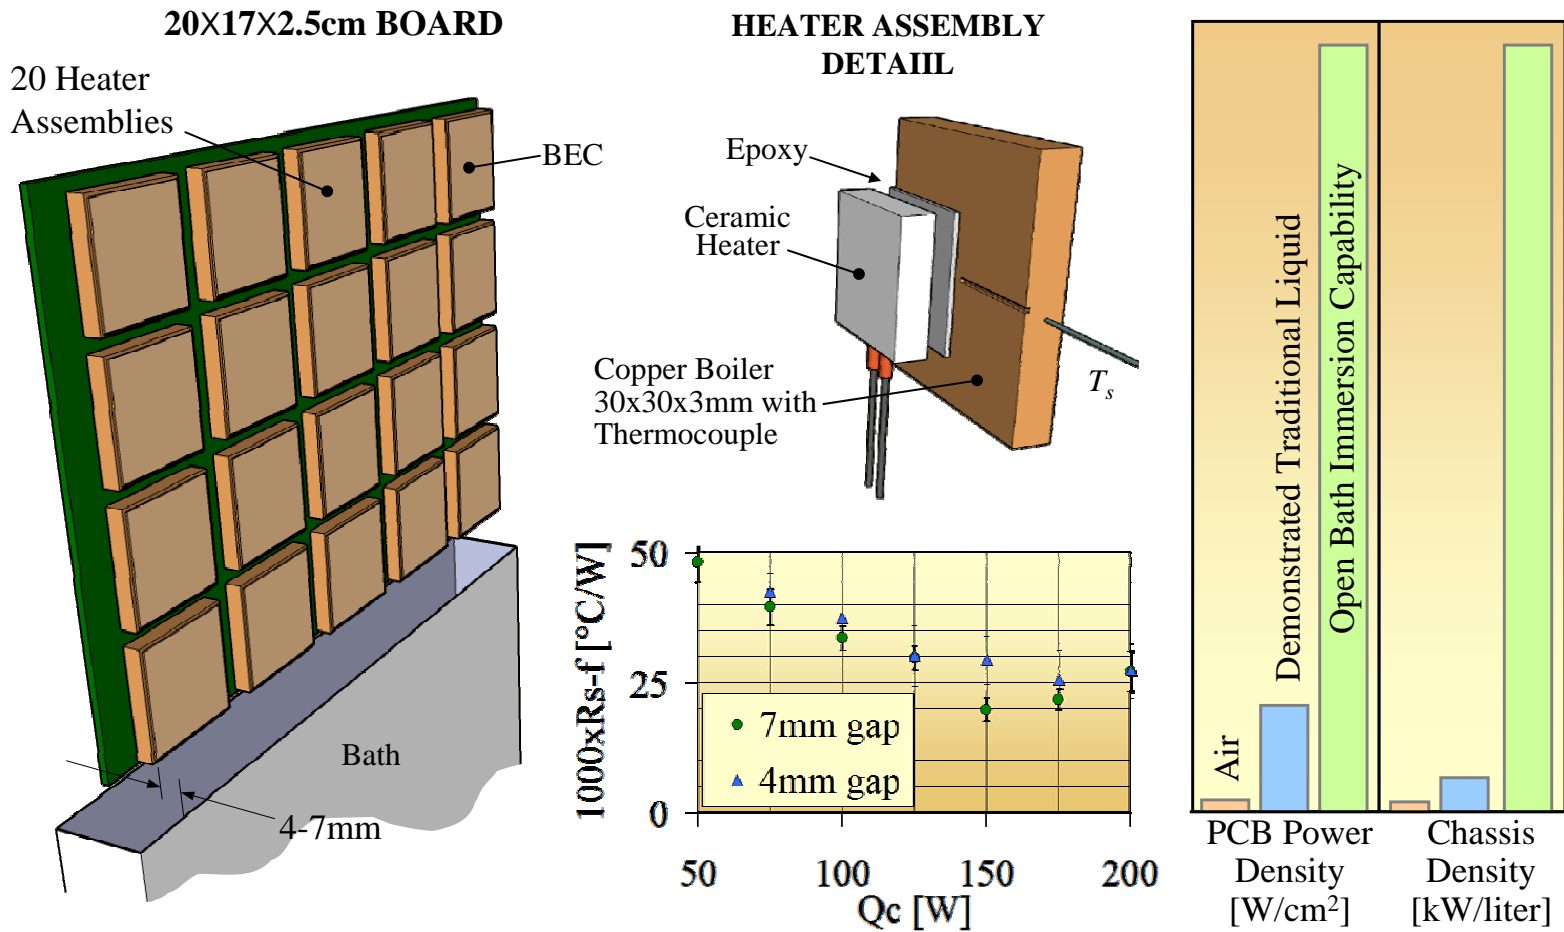 20X17X2.5cm BOARD
20 Heater
Assemblies
BEC
Bath
4-7mm
HEATER ASSEMBLY
DETAIIL
Epoxy
Ceramic
Heater
Copper Boiler
30x30x3mm with
Thermocouple
Ts
1000xRs-f [°C/W]
50
25
0
7mm gap
4mm gap
50
100
150
200
Qc [W]
Air
Demonstrated Traditional Liquid
Open Bath Immersion Capability
PCB Power
Density
[W/cm²]
Chassis
Density
[kW/liter]